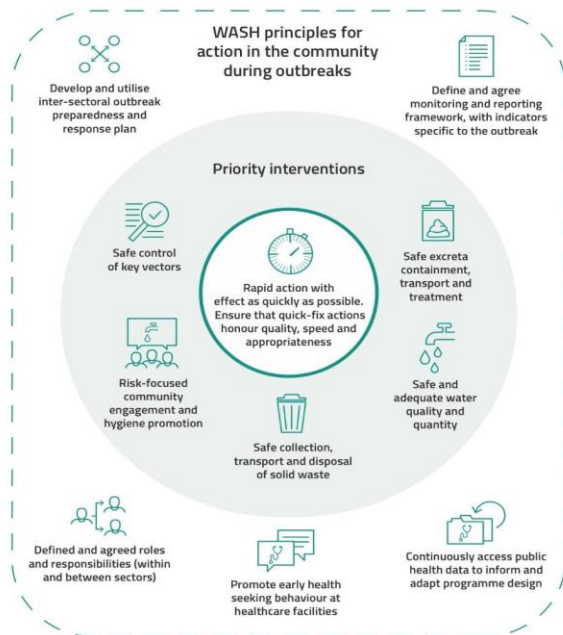 WASH principles for
action in the community
during outbreaks
Develop and utilise
inter-sectoral outbreak
preparedness and
response plan
Define and agree
monitoring and reporting
framework, with indicators
specific to the outbreak
Priority interventions
Safe control
of key vectors
Rapid action with
effect as quickly as possible.
Ensure that quick-fix actions
honour quality, speed and
appropriateness
Safe excreta
containment,
transport and
treatment
Risk-focused
community
engagement and
hygiene promotion
Safe collection,
transport and disposal
of solid waste
Safe and
adequate water
quality and
quantity
Defined and agreed roles
and responsibilities (within
and between sectors)
Promote early health
seeking behaviour at
healthcare facilities
Continuously access public
health data to inform and
adapt programme design